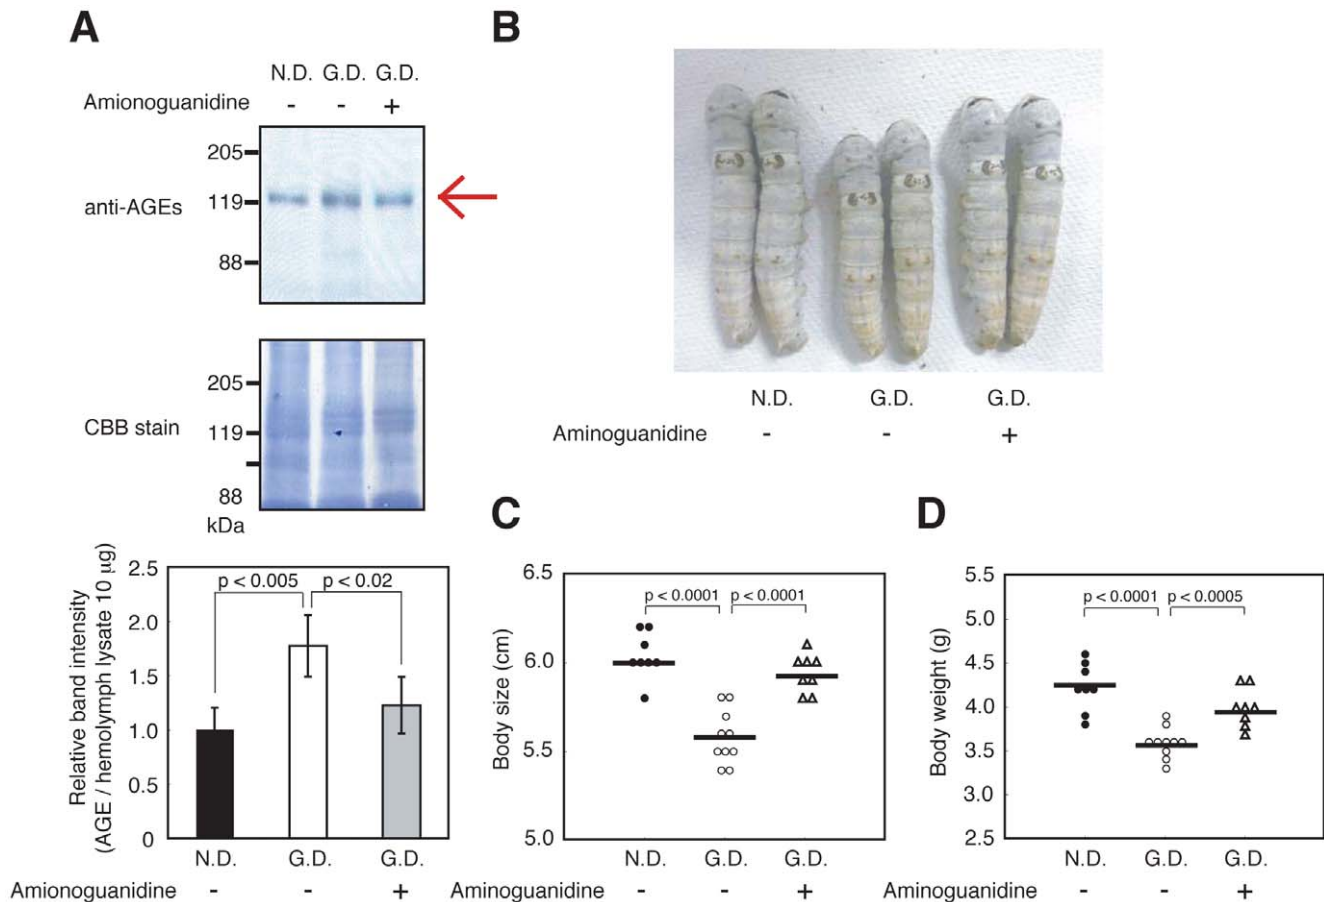 A
N.D. G.D. G.D.
Amionoguanidine - - +
205
anti-AGEs
119
88
205
CBB stain
119
88
kDa
Relative band intensity
(AGE / hemolymph lysate 10 µg)
2.5
2.0
1.5
1.0
0.5
0
p < 0.005
p < 0.02
N.D. G.D. G.D.
Amionoguanidine - - +
B
N.D. G.D. G.D.
Aminoguanidine - - +
C
Body size (cm)
6.5
6.0
5.5
5.0
p < 0.0001
p < 0.0001
N.D. G.D. G.D.
Aminoguanidine - - +
D
Body weight (g)
5.5
5.0
4.5
4.0
3.5
3.0
2.5
p < 0.0001
p < 0.0005
N.D. G.D. G.D.
Aminoguanidine - - +